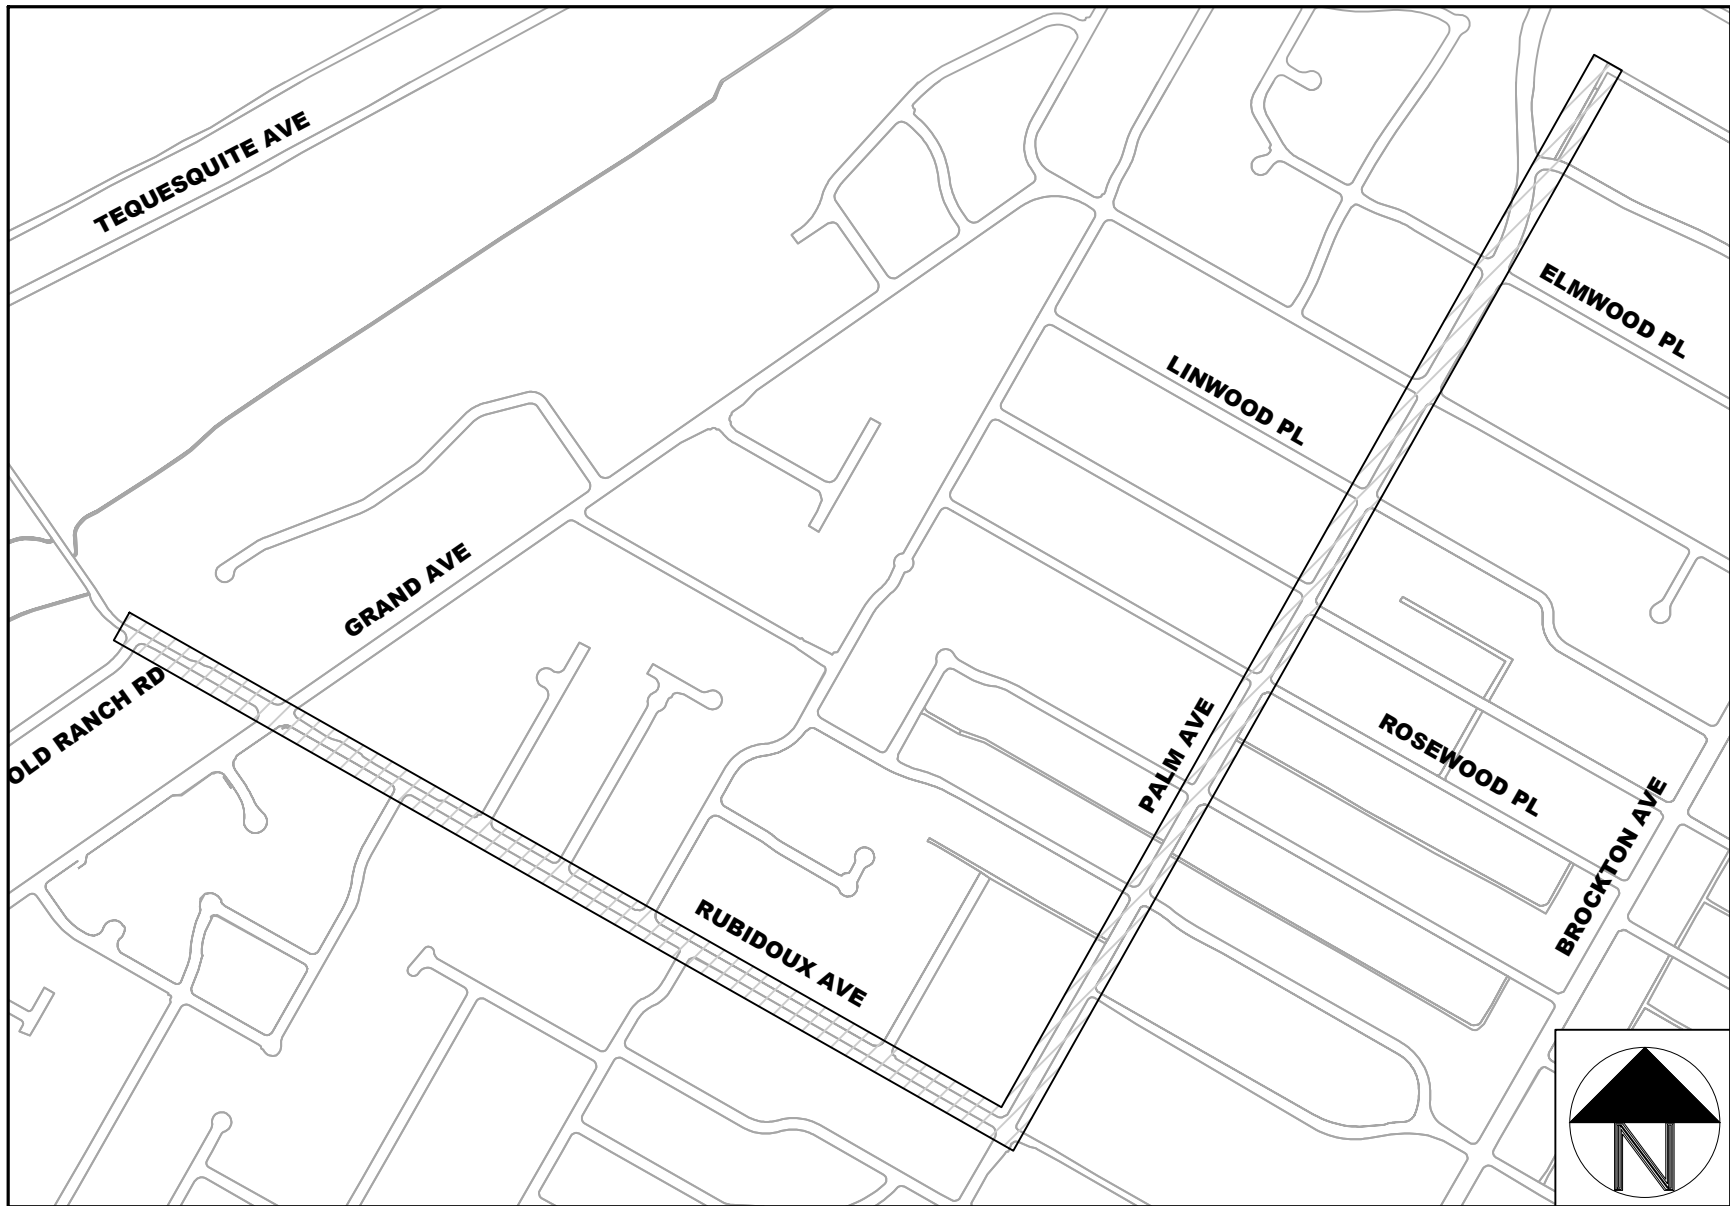 TEQUESQUITE AVE
ELMWOOD PL
LINWOOD PL
GRAND AVE
OLD RANCH RD
PALM AVE
ROSEWOOD PL
BROCKTON AVE
RUBIDOUX AVE
N